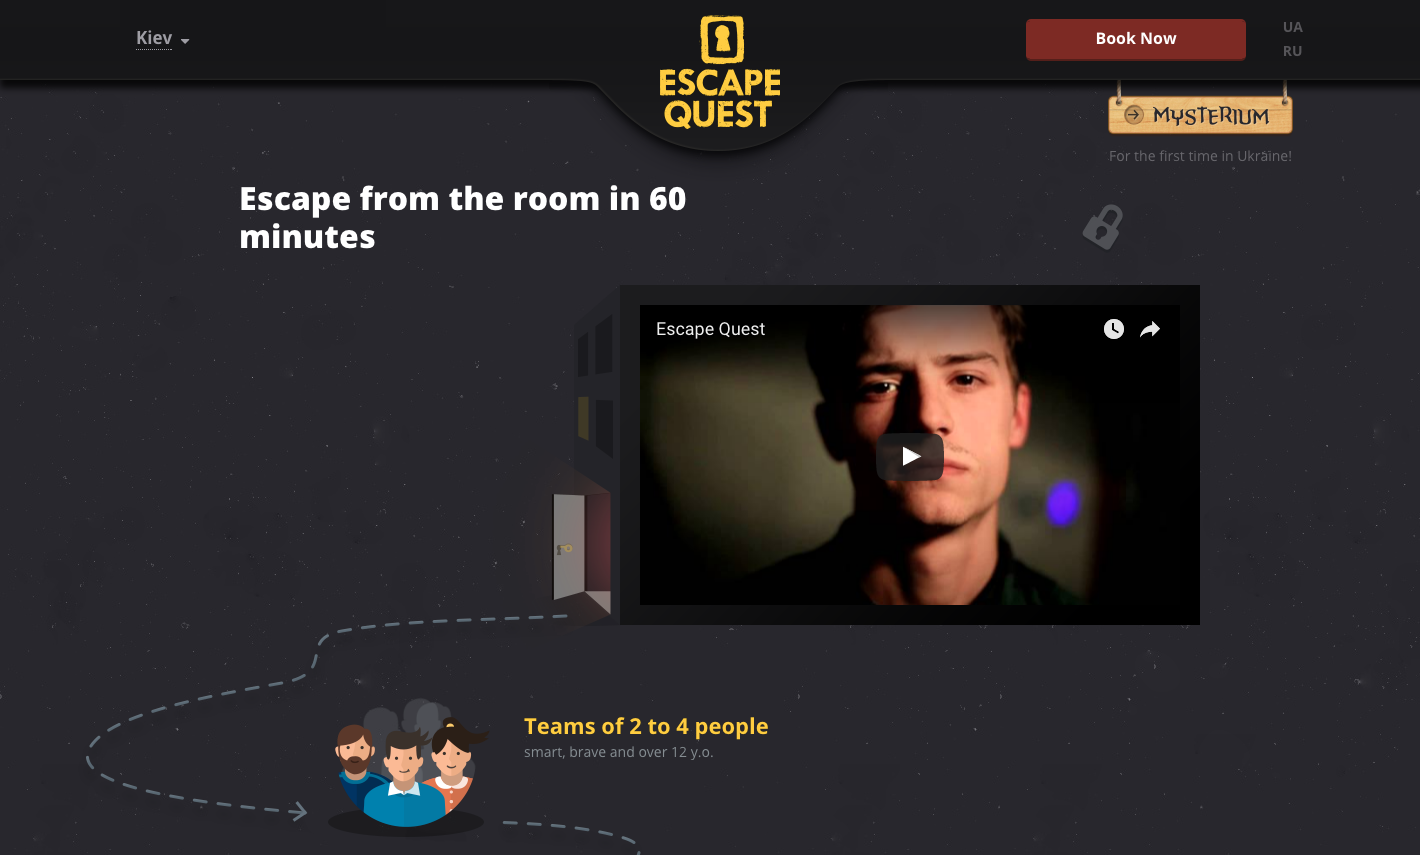 Kiev
ESCAPE
QUEST
Book Now
UA
RU
MYSTERIUM
For the first time in Ukraine!
Escape from the room in 60
minutes
Escape Quest
Teams of 2 to 4 people
smart, brave and over 12 y.o.